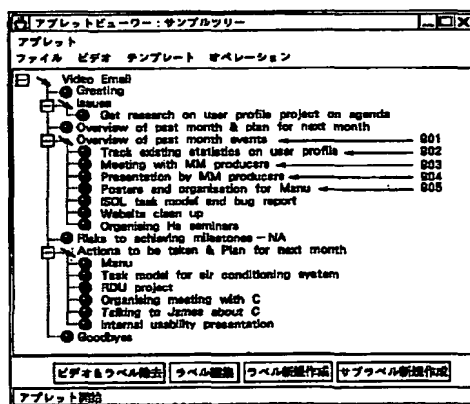 アプレットビューワー：サンプルツリー
アプレット
ファイル ビデオ テンプレート オペレーション
Video Email
Greeting
Issues
Get research on user profile project on agenda
Overview of past month & plan for next month
Overview of past month events 901
Track existing statistics on user profile 902
Meeting with MM producers 903
Presentation by MM producers 904
Posters and organisation for Manu 905
ISOL task model and bug report
Website clean up
Organising Hs seminars
Risks to achieving milestones - NA
Actions to be taken & Plan for next month
Manu
Task model for air conditioning system
RDU project
Organising meeting with C
Talking to James about C
Internal usability presentation
Goodbyes
ビデオ&ラベル除去 ラベル編集 ラベル新規作成 サブラベル新規作成
アプレット開始